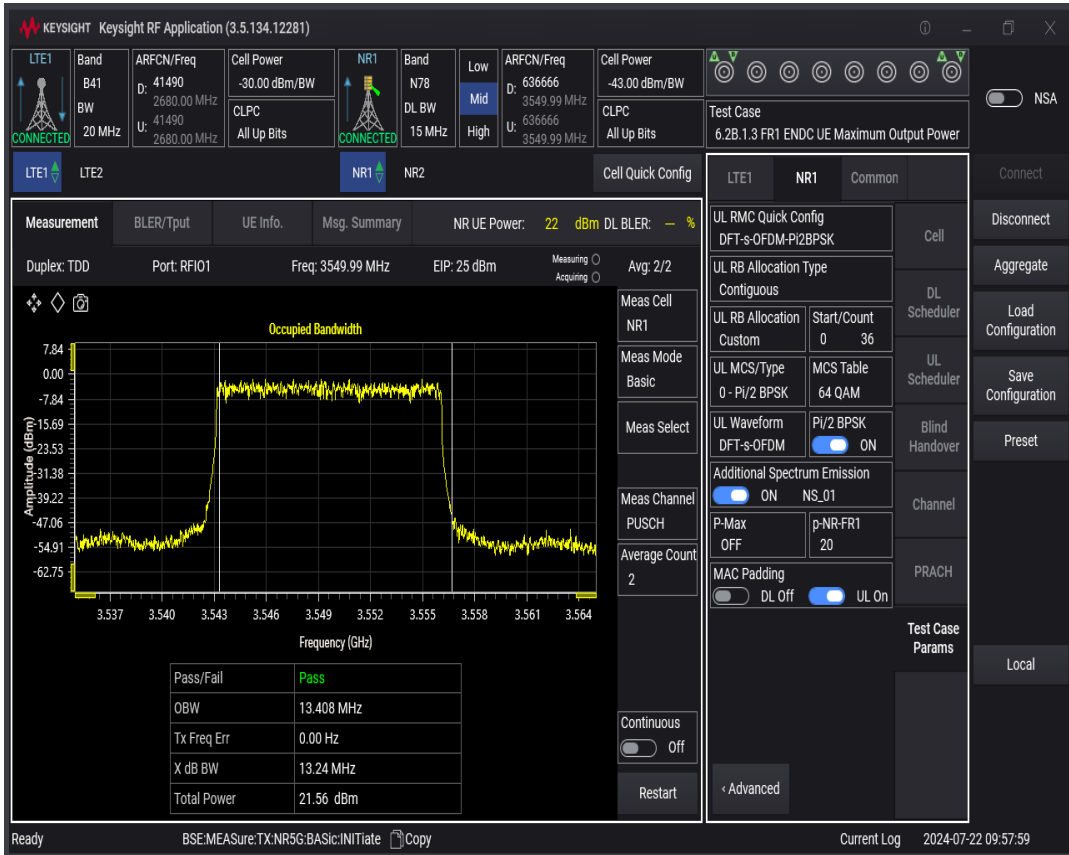 KEYSIGHT Keysight RF Application (3.5.134.12281)
LTE1 Band ARFCN/Freq Cell Power NR1 Band Low ARFCN/Freq Cell Power
B41 D: 41490 -30.00 dBm/BW N78 D: 636666 -43.00 dBm/BW
2680.00 MHz Mid 3549.99 MHz
BW CLPC DL BW CLPC Test Case
CONNECTED 20 MHz U: 41490 All Up Bits CONNECTED 15 MHz High U: 636666 All Up Bits 6.2B.1.3 FR1 ENDC UE Maximum Output Power
2680.00 MHz 3549.99 MHz
NSA
LTE1 LTE2 NR1 NR2 Cell Quick Config
LTE1 NR1 Common
Connect
Measurement BLER/Tput UE Info. Msg. Summary NR UE Power: 22 dBm DL BLER: — %
Duplex: TDD Port: RFIO1 Freq: 3549.99 MHz EIP: 25 dBm Measuring Avg: 2/2
Acquiring
Occupied Bandwidth
Amplitude (dBm)
7.84
0.00
-7.84
-15.69
-23.53
-31.38
-39.22
-47.06
-54.91
-62.75
3.537 3.540 3.543 3.546 3.549 3.552 3.555 3.558 3.561 3.564
Frequency (GHz)
Pass/Fail Pass
OBW 13.408 MHz
Tx Freq Err 0.00 Hz
X dB BW 13.24 MHz
Total Power 21.56 dBm
Meas Cell
NR1
Meas Mode
Basic
Meas Select
Meas Channel
PUSCH
Average Count
2
Continuous
Off
Restart
UL RMC Quick Config
DFT-s-OFDM-Pi2BPSK
UL RB Allocation Type
Contiguous
UL RB Allocation Start/Count
Custom 0 36
UL MCS/Type MCS Table
0 - Pi/2 BPSK 64 QAM
UL Waveform Pi/2 BPSK
DFT-s-OFDM ON
Additional Spectrum Emission
ON NS_01
P-Max p-NR-FR1
OFF 20
MAC Padding
DL Off UL On
‹ Advanced
Cell
DL
Scheduler
UL
Scheduler
Blind
Handover
Channel
PRACH
Test Case
Params
Disconnect
Aggregate
Load
Configuration
Save
Configuration
Preset
Local
Ready BSE:MEASure:TX:NR5G:BASic:INITiate Copy Current Log 2024-07-22 09:57:59